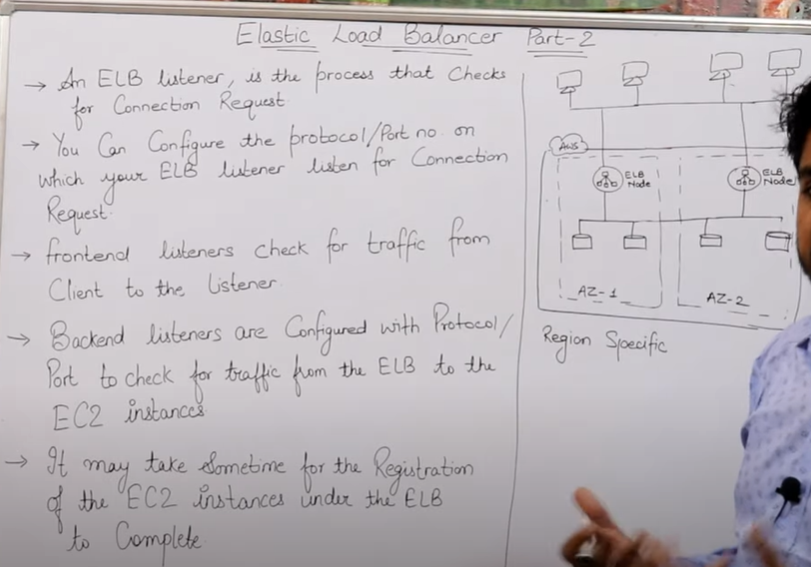 Elastic Load Balancer Part-2
→ An ELB listener, is the process that Checks
for Connection Request
→ You Can Configure the protocol/Port no. on
which your ELB listener listen for Connection
Request.
→ frontend listeners check for traffic from
Client to the Listener
→ Backend listeners are Configured with Protocol/
Port to check for traffic from the ELB to the
EC2 instances
→ It may take Sometime for the Registration
of the EC2 instances under the ELB
to Complete
AWS
ELB
Node
ELB
Node
AZ-1
AZ-2
Region Specific